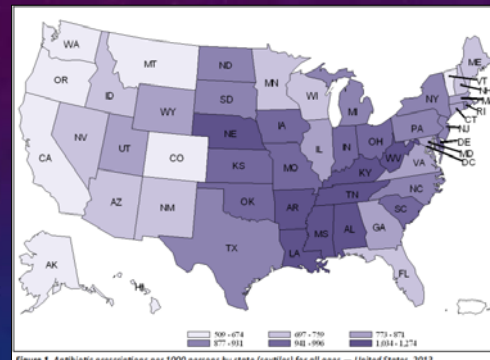 WA
MT
ND
ME
OR
MN
VT
ID
SD
WI
NH
WY
MI
NY
RI
CT
NE
IA
PA
NJ
NV
UT
IL
IN
OH
DE
CA
CO
WV
MD
KS
MO
KY
VA
DC
AZ
NM
OK
TN
NC
AR
SC
MS
AL
GA
TX
LA
AK
FL
HI
509 - 674
697 - 759
773 - 871
877 - 931
941 - 996
1,034 - 1,274
Figure 1. Antibiotic prescriptions per 1000 persons by state (sextiles) for all ages — United States, 2013